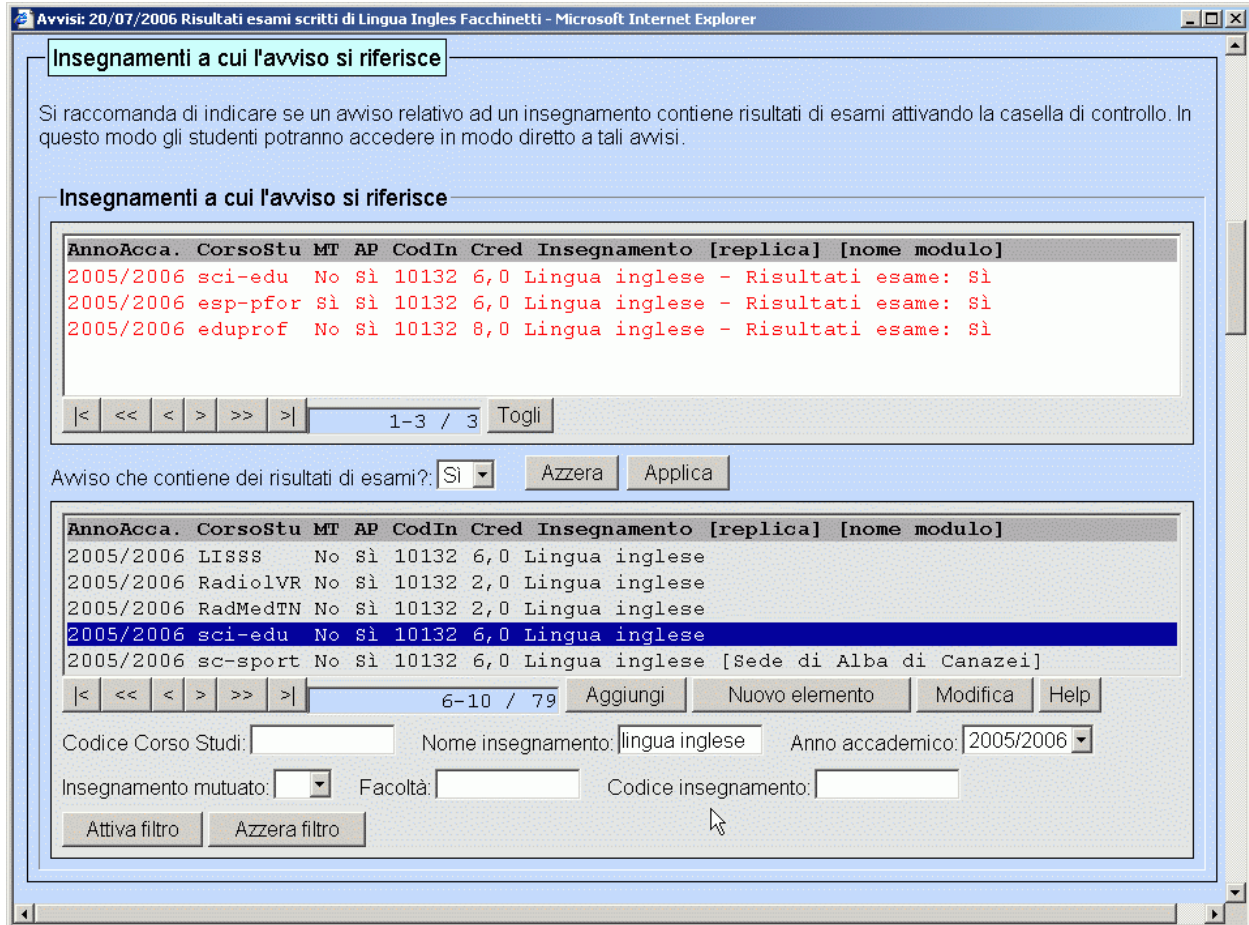 Avvisi: 20/07/2006 Risultati esami scritti di Lingua Ingles Facchinetti - Microsoft Internet Explorer
Insegnamenti a cui l'avviso si riferisce
Si raccomanda di indicare se un avviso relativo ad un insegnamento contiene risultati di esami attivando la casella di controllo. In
questo modo gli studenti potranno accedere in modo diretto a tali avvisi.
Insegnamenti a cui l'avviso si riferisce
AnnoAcca. CorsoStu MT AP CodIn Cred Insegnamento [replica] [nome modulo]
2005/2006 sci-edu No Sì 10132 6,0 Lingua inglese - Risultati esame: Sì
2005/2006 esp-pfor Sì Sì 10132 6,0 Lingua inglese - Risultati esame: Sì
2005/2006 eduprof No Sì 10132 8,0 Lingua inglese - Risultati esame: Sì
|< << < > >> >| 1-3 / 3 Togli
Avviso che contiene dei risultati di esami?: Sì Azzera Applica
AnnoAcca. CorsoStu MT AP CodIn Cred Insegnamento [replica] [nome modulo]
2005/2006 LISSS No Sì 10132 6,0 Lingua inglese
2005/2006 RadiolVR No Sì 10132 2,0 Lingua inglese
2005/2006 RadMedTN No Sì 10132 2,0 Lingua inglese
2005/2006 sci-edu No Sì 10132 6,0 Lingua inglese
2005/2006 sc-sport No Sì 10132 6,0 Lingua inglese [Sede di Alba di Canazei]
|< << < > >> >| 6-10 / 79 Aggiungi Nuovo elemento Modifica Help
Codice Corso Studi: Nome insegnamento: lingua inglese Anno accademico: 2005/2006
Insegnamento mutuato: Facoltà: Codice insegnamento:
Attiva filtro Azzera filtro